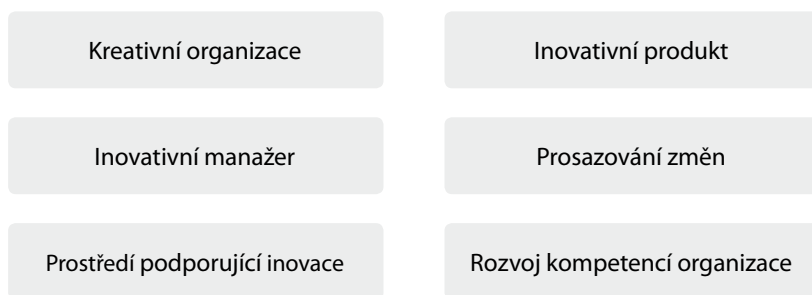 Kreativní organizace
Inovativní produkt
Inovativní manažer
Prosazování změn
Prostředí podporující inovace
Rozvoj kompetencí organizace